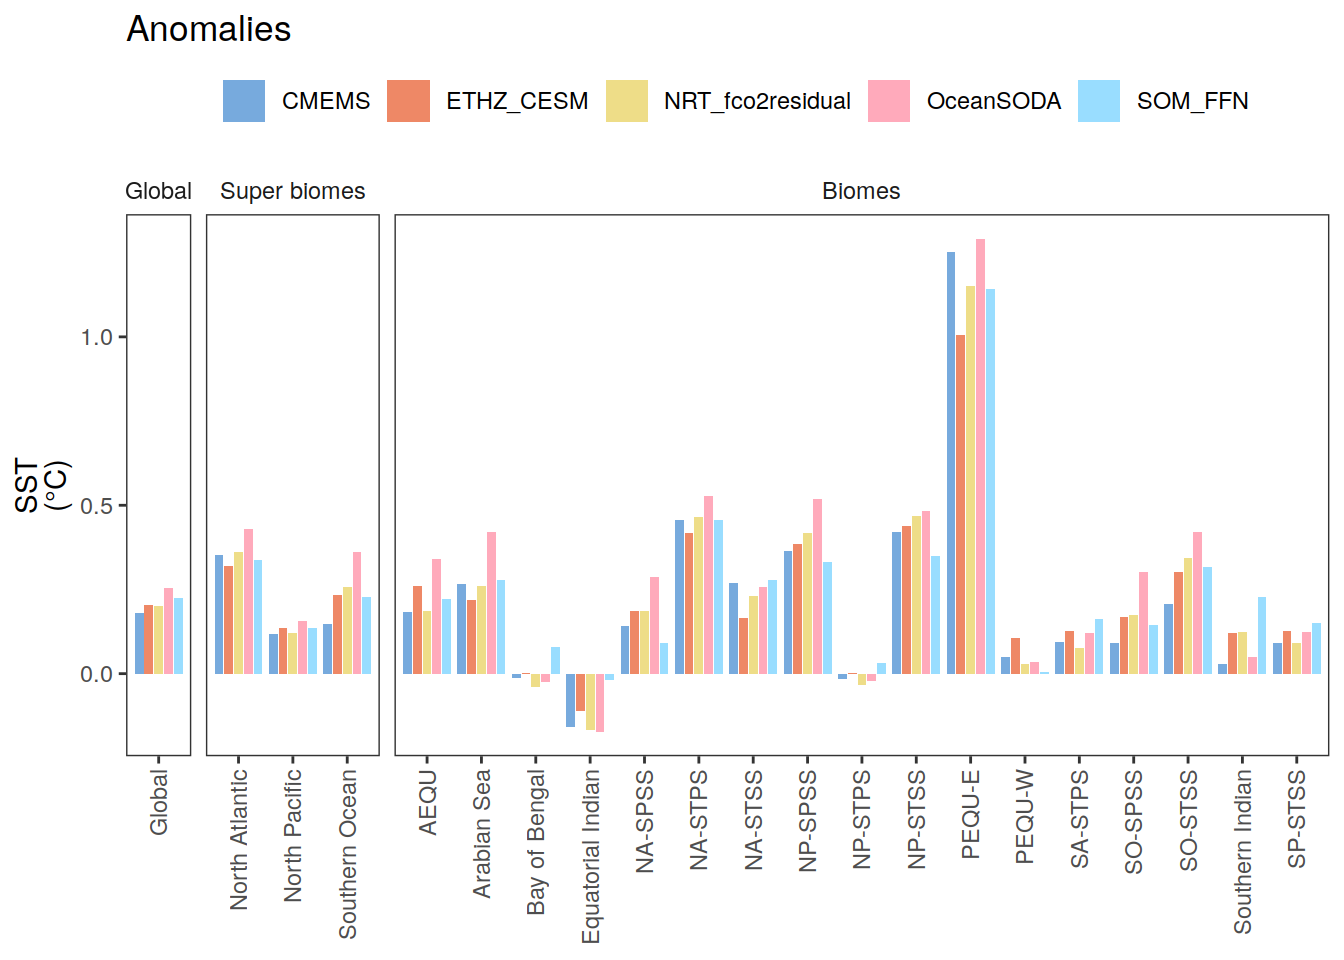 Anomalies
CMEMS ETHZ_CESM NRT_fco2residual OceanSODA SOM_FFN
Global Super biomes Biomes
SST
(°C)
1.0
0.5
0.0
Global
North Atlantic
North Pacific
Southern Ocean
AEQU
Arabian Sea
Bay of Bengal
Equatorial Indian
NA-SPSS
NA-STPS
NA-STSS
NP-SPSS
NP-STPS
NP-STSS
PEQU-E
PEQU-W
SA-STPS
SO-SPSS
SO-STSS
Southern Indian
SP-STSS